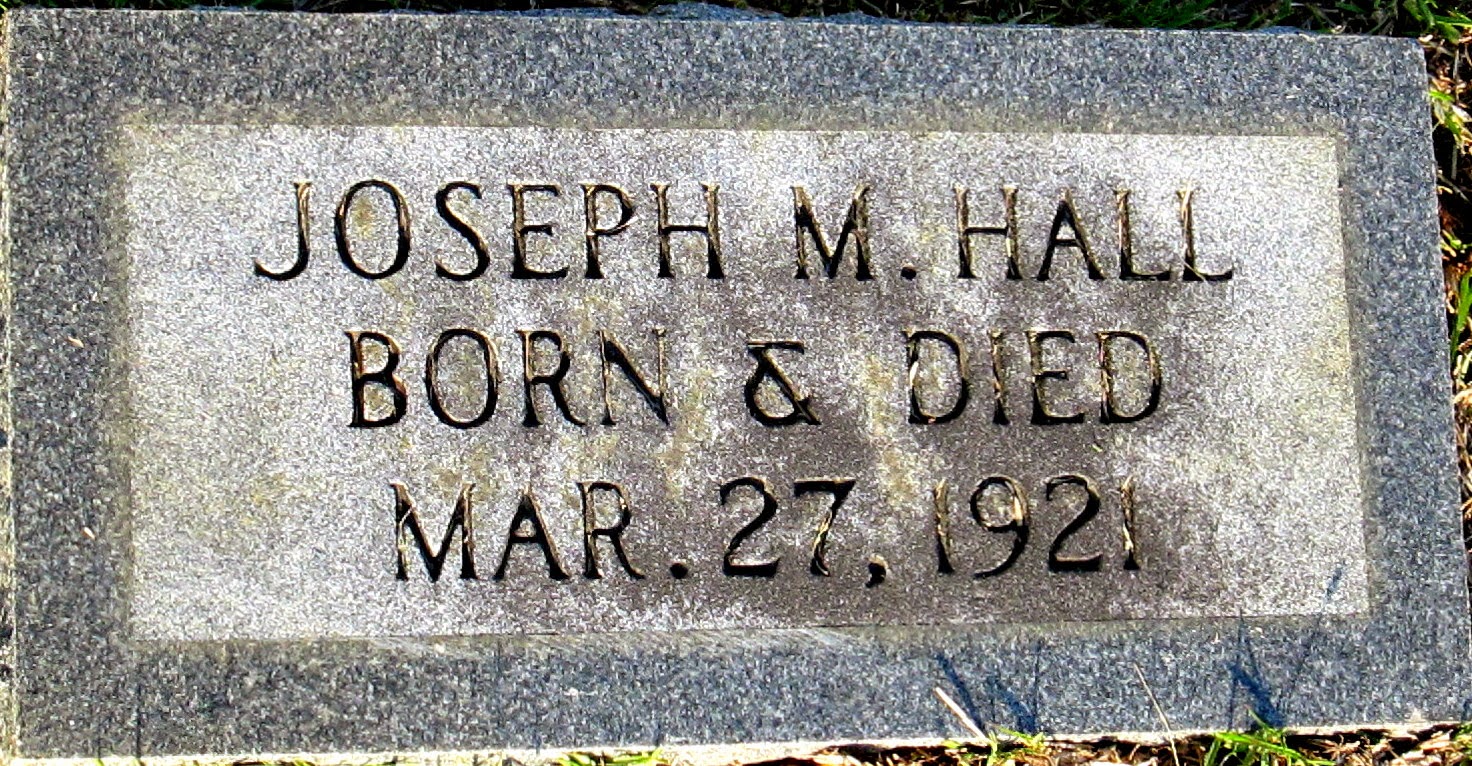 JOSEPH M. HALL
BORN & DIED
MAR. 27, 1921